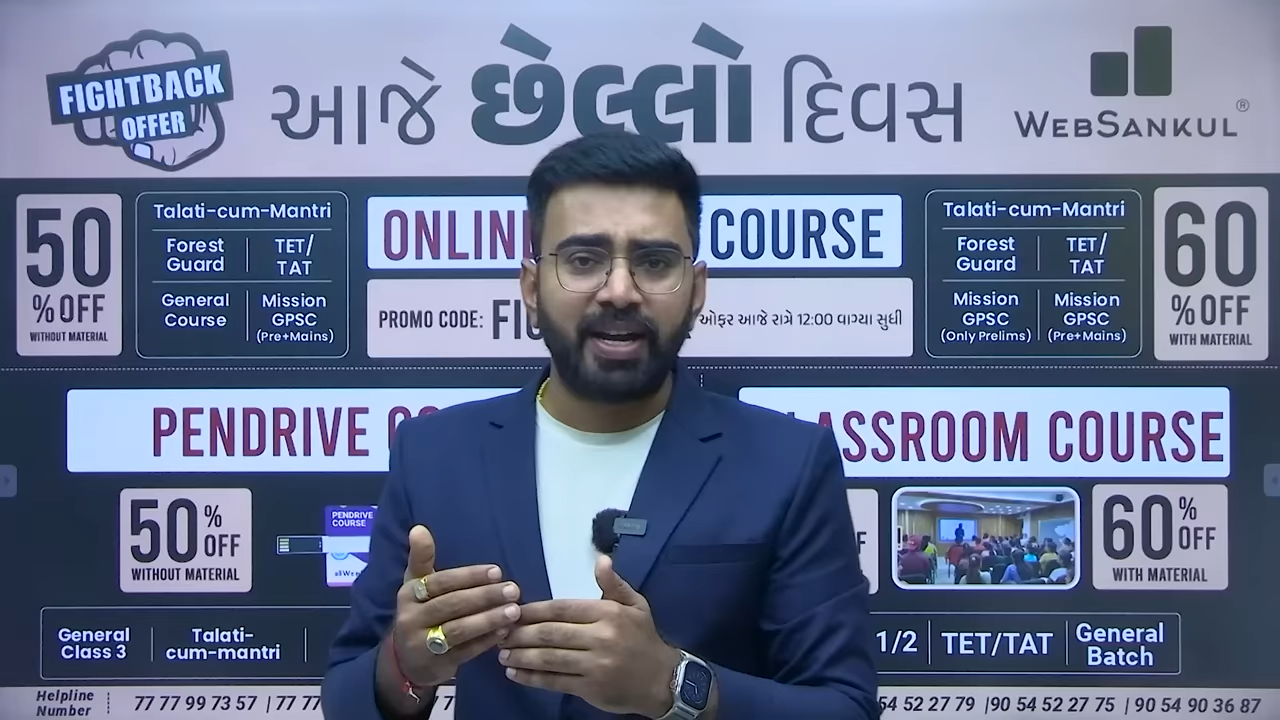 FIGHTBACK
OFFER
આજે છેલ્લો દિવસ
WEBSANKUL®
50
% OFF
WITHOUT MATERIAL
Talati-cum-Mantri
Forest Guard
TET/ TAT
General Course
Mission GPSC
(Pre+Mains)
COURSE
PROMO CODE:
ઓફર આજે રાત્રે 12:00 વાગ્યા સુધી
Talati-cum-Mantri
Forest Guard
TET/ TAT
Mission GPSC
(Only Prelims)
Mission GPSC
(Pre+Mains)
60
% OFF
WITH MATERIAL
PENDRIVE
COURSE
50 % OFF
WITHOUT MATERIAL
PENDRIVE COURSE
60 % OFF
WITH MATERIAL
General Class 3
Talati-cum-mantri
1/2
TET/TAT
General Batch
Helpline Number
77 77 99 73 57 | 77 77
54 52 27 79 |90 54 52 27 75 | 90 54 90 36 87